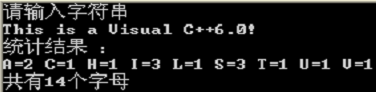 请输入字符串
This is a Visual C++6.0!
统计结果 :
A=2 C=1 H=1 I=3 L=1 S=3 T=1 U=1 V=1
共有14个字母